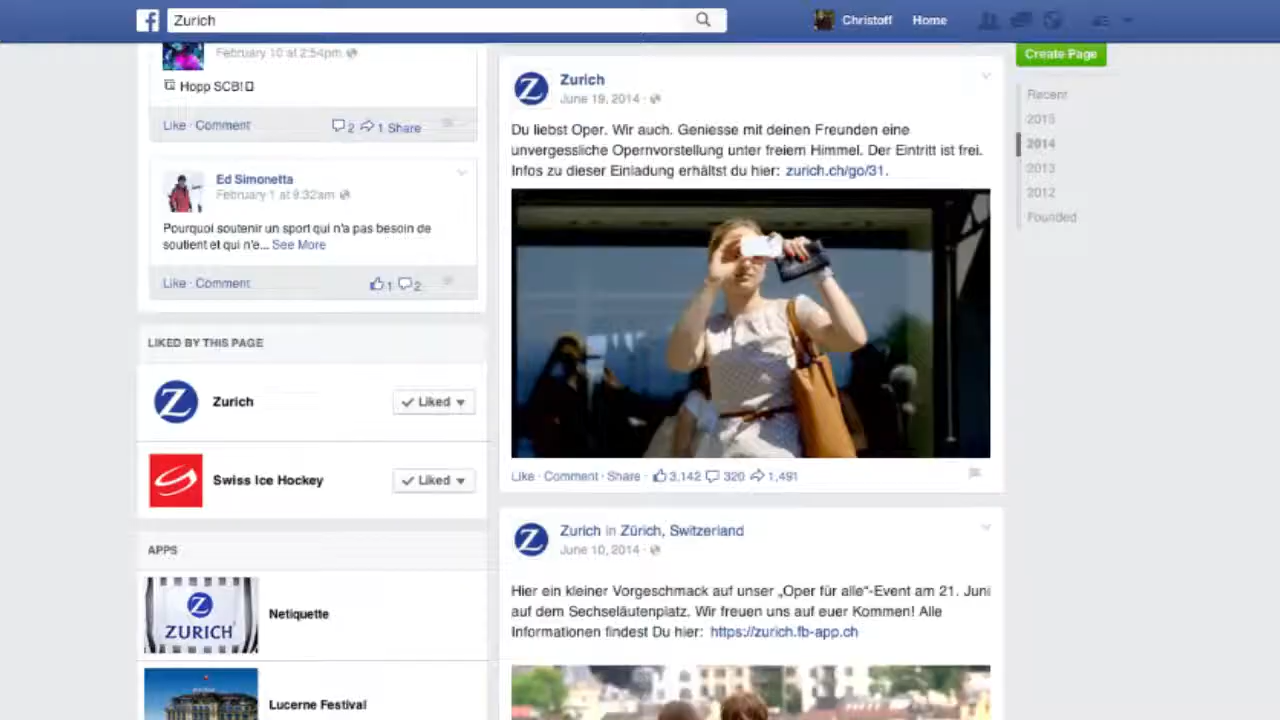 Zurich
Christoff
Home
February 10 at 2:54pm
Hopp SCB!
Like · Comment
2 1 Share
Ed Simonetta
February 1 at 9:32am
Pourquoi soutenir un sport qui n'a pas besoin de
soutient et qui n'e... See More
Like · Comment
1 2
LIKED BY THIS PAGE
Zurich
Liked
Swiss Ice Hockey
Liked
APPS
ZURICH
Netiquette
Lucerne Festival
Zurich
June 19, 2014 ·
Du liebst Oper. Wir auch. Geniesse mit deinen Freunden eine
unvergessliche Opernvorstellung unter freiem Himmel. Der Eintritt ist frei.
Infos zu dieser Einladung erhältst du hier: zurich.ch/go/31.
Like · Comment · Share · 3,142 320 1,491
Zurich in Zürich, Switzerland
June 10, 2014 ·
Hier ein kleiner Vorgeschmack auf unser „Oper für alle“-Event am 21. Juni
auf dem Sechseläutenplatz. Wir freuen uns auf euer Kommen! Alle
Informationen findest Du hier: https://zurich.fb-app.ch
Create Page
Recent
2015
2014
2013
2012
Founded